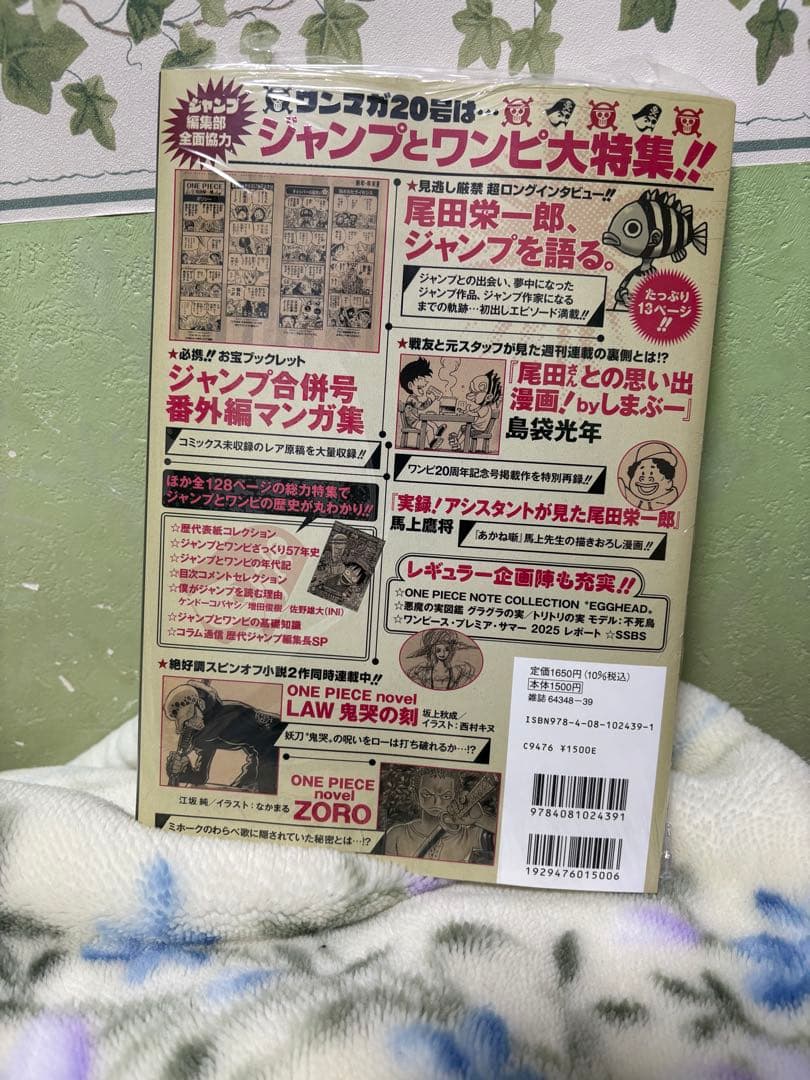 ジャンプ
編集部
全面協力
ワンマガ20号は…
ジャンプとワンピ大特集!!
ONE PIECE
★見逃し厳禁 超ロングインタビュー!!
尾田栄一郎、
ジャンプを語る。
ジャンプとの出会い、夢中になった
ジャンプ作品、ジャンプ作家になる
までの軌跡…初出しエピソード満載!!
たっぷり
13ページ
!!
★必携!! お宝ブックレット
ジャンプ合併号
番外編マンガ集
コミックス未収録のレア原稿を大量収録!!
★戦友と元スタッフが見た週刊連載の裏側とは!?
『尾田さんとの思い出
漫画!byしまぶー』
島袋光年
ワンピ20周年記念号掲載作を特別再録!!
『実録!アシスタントが見た尾田栄一郎』
馬上鷹将
『あかね噺』馬上先生の描きおろし漫画!!
ほか全128ページの総力特集で
ジャンプとワンピの歴史が丸わかり!!
☆歴代表紙コレクション
☆ジャンプとワンピざっくり57年史
☆ジャンプとワンピの年代記
☆目次コメントセレクション
☆僕がジャンプを読む理由
ケンドーコバヤシ/増田俊樹/佐野雄大(INI)
☆ジャンプとワンピの基礎知識
☆コラム通信 歴代ジャンプ編集長SP
レギュラー企画陣も充実!!
☆ONE PIECE NOTE COLLECTION "EGGHEAD"
☆悪魔の実図鑑 グラグラの実/トリトリの実 モデル:不死鳥
☆ワンピース・プレミア・サマー 2025 レポート ☆SSBS
★絶好調スピンオフ小説2作同時連載中!!
ONE PIECE novel
LAW 鬼哭の刻
坂上秋成/
イラスト:西村キヌ
妖刀"鬼哭"の呪いをローは打ち破れるか…!?
ONE PIECE
novel
ZORO
江坂 純/イラスト:なかまる
ミホークのわらべ歌に隠されていた秘密とは…!?
定価1650円(10%税込)
本体1500円
雑誌 64348-39
ISBN978-4-08-102439-1
C9476 ¥1500E
9784081024391
1929476015006